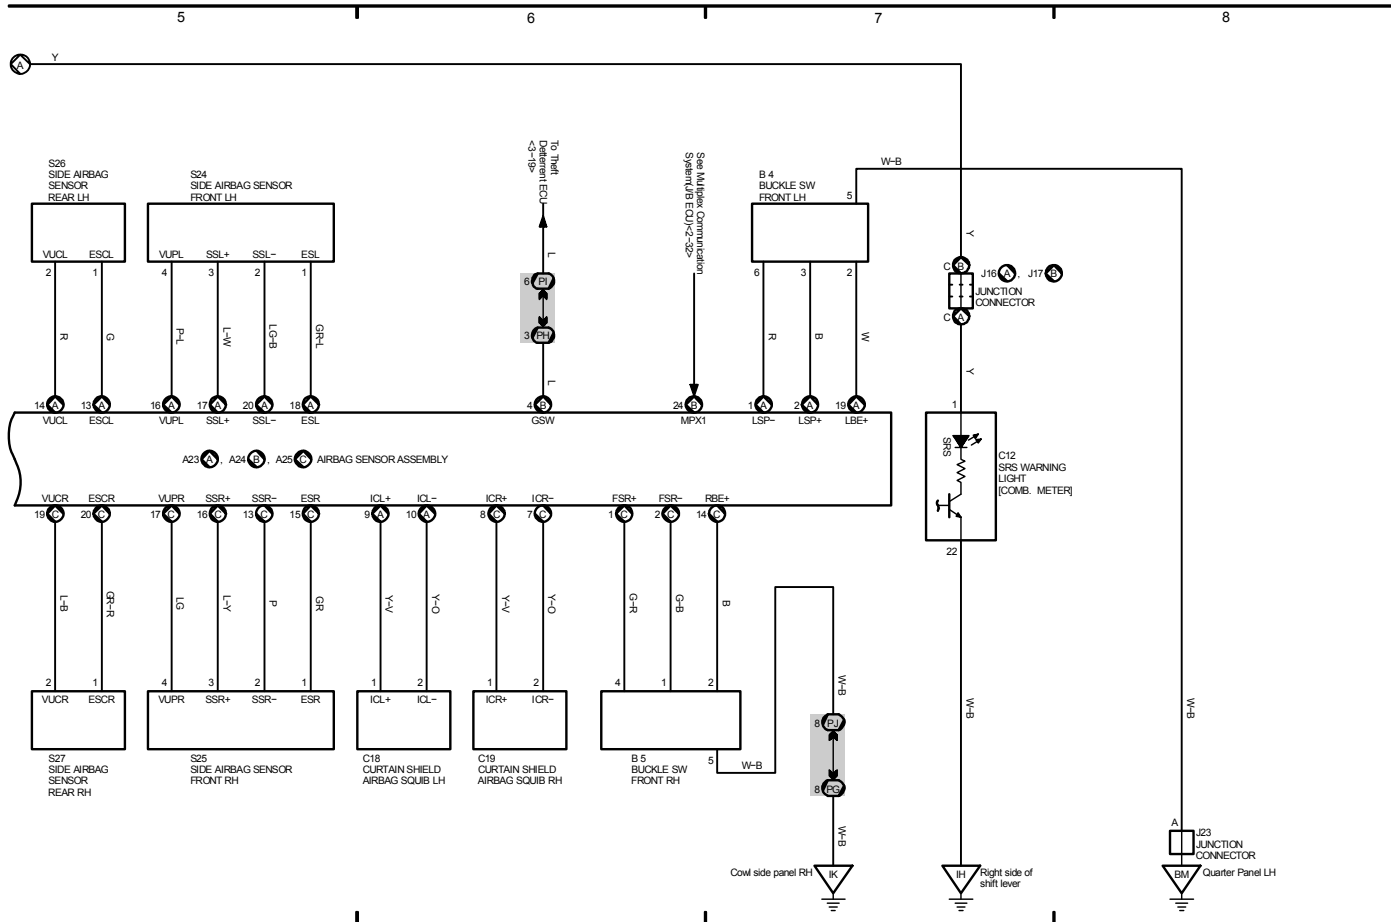 5 6 7 8
A Y
To Theft
Deterrent ECU
<3−19>
See Multiplex Communication
System(J/B ECU)<2−32>
W−B
S26
SIDE AIRBAG
SENSOR
REAR LH
S24
SIDE AIRBAG SENSOR
FRONT LH
B 4
BUCKLE SW
FRONT LH
5
VUCL ESCL VUPL SSL+ SSL− ESL
2 1 4 3 2 1
6 3 2
R G P−L L−W LG−B GR−L
L
6 PI
3 PH
L
R B W
Y
C B J16 A , J17 B
JUNCTION
CONNECTOR
C A
Y
14 A 13 A 16 A 17 A 20 A 18 A 4 B 24 B 1 A 2 A 19 A 1
VUCL ESCL VUPL SSL+ SSL− ESL GSW MPX1 LSP− LSP+ LBE+
A23 A , A24 B , A25 C AIRBAG SENSOR ASSEMBLY
SRS
C12
SRS WARNING
LIGHT
[COMB. METER]
VUCR ESCR VUPR SSR+ SSR− ESR ICL+ ICL− ICR+ ICR− FSR+ FSR− RBE+
19 C 20 C 17 C 16 C 13 C 15 C 9 A 10 A 8 C 7 C 1 C 2 C 14 C
22
L−B GR−R LG L−Y P GR Y−V Y−O Y−V Y−O G−R G−B B
2 1 4 3 2 1 1 2 1 2 4 1 2
VUCR ESCR VUPR SSR+ SSR− ESR ICL+ ICL− ICR+ ICR−
W−B W−B W−B
8 PJ
S27
SIDE AIRBAG
SENSOR
REAR RH
S25
SIDE AIRBAG SENSOR
FRONT RH
C18
CURTAIN SHIELD
AIRBAG SQUIB LH
C19
CURTAIN SHIELD
AIRBAG SQUIB RH
B 5
BUCKLE SW
FRONT RH
5 W−B
8 PG
W−B
A
J23
JUNCTION
CONNECTOR
Cowl side panel RH IK
IH Right side of
shift lever
BM Quarter Panel LH